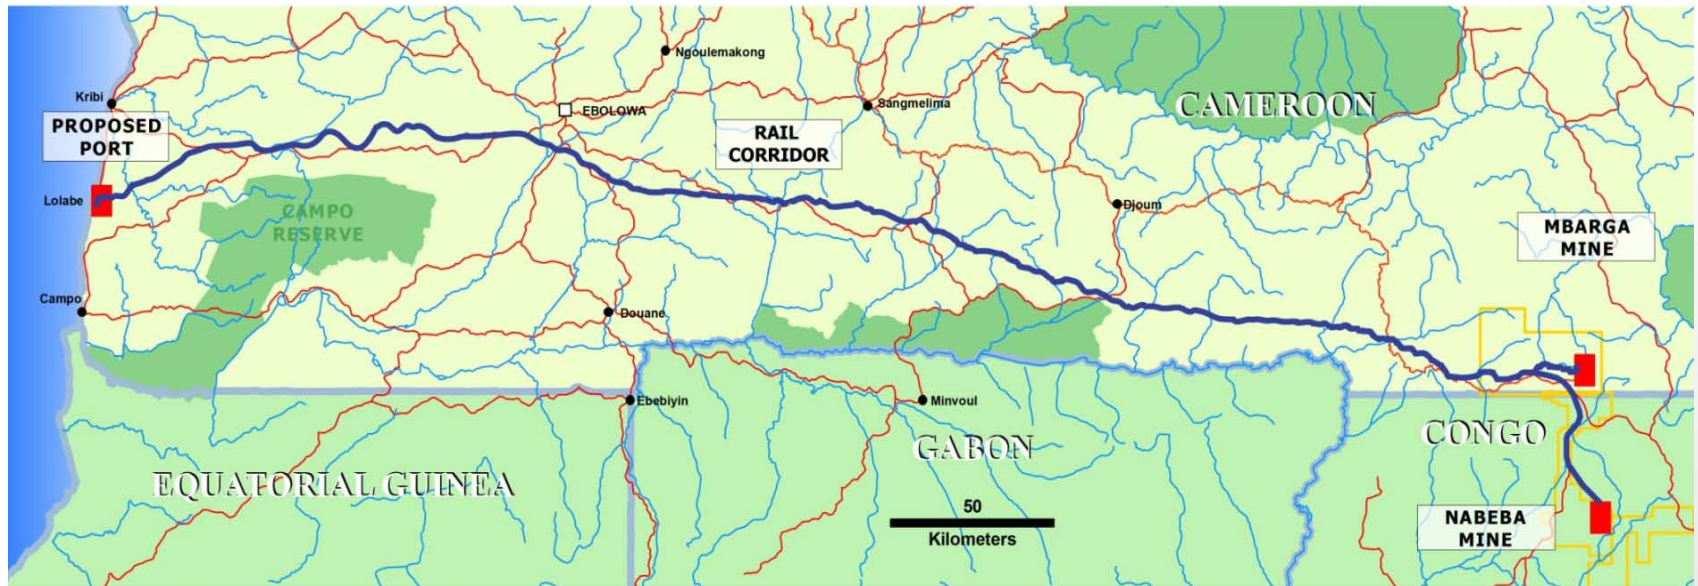 Ngoulemakong
Kribi
EBOLOWA
Sangmelima
CAMEROON
PROPOSED
PORT
RAIL
CORRIDOR
Lolabe
CAMPO
RESERVE
Djoum
MBARGA
MINE
Campo
Douane
Ebebiyin
Minvoul
CONGO
GABON
EQUATORIAL GUINEA
50
Kilometers
NABEBA
MINE